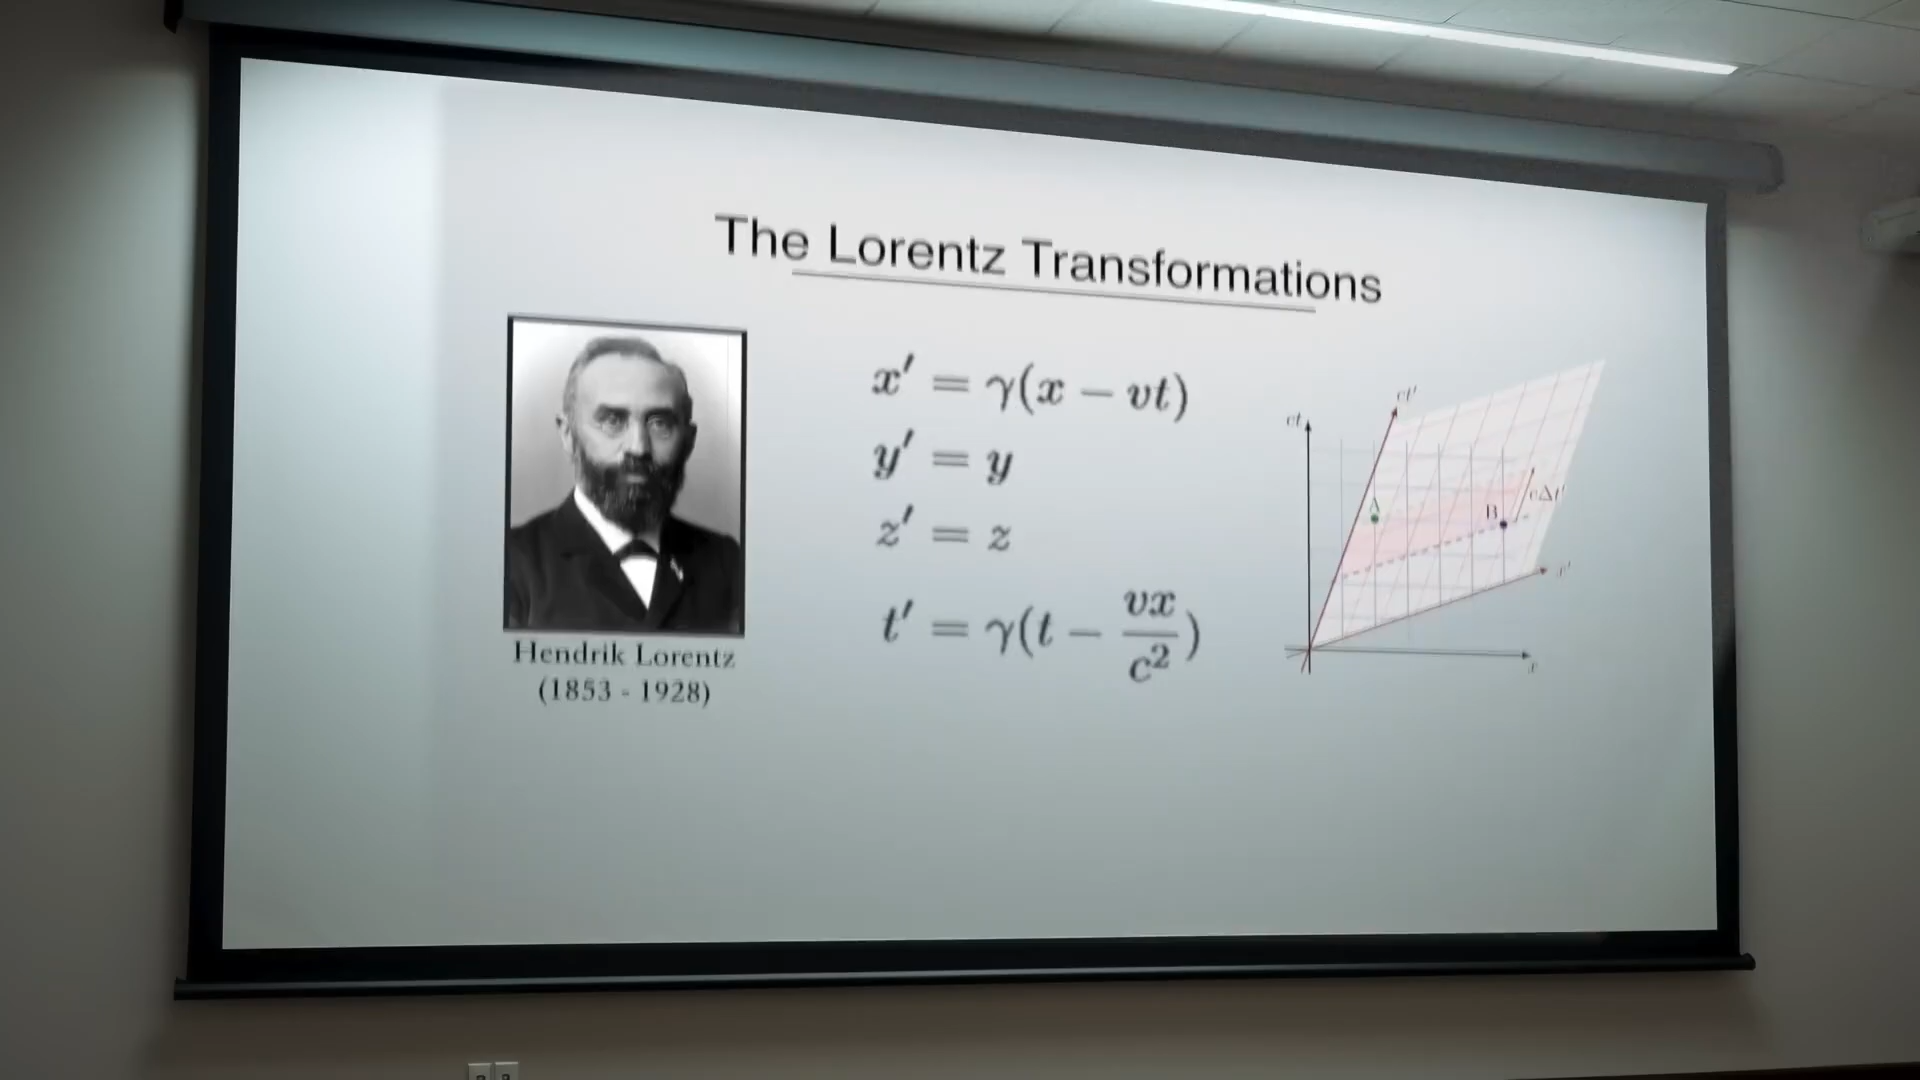 The Lorentz Transformations
x' = γ(x − vt)
y' = y
z' = z
t' = γ(t − vx/c²)
Hendrik Lorentz
(1853 - 1928)
ct
ct'
A
B
cΔt'
x'
x